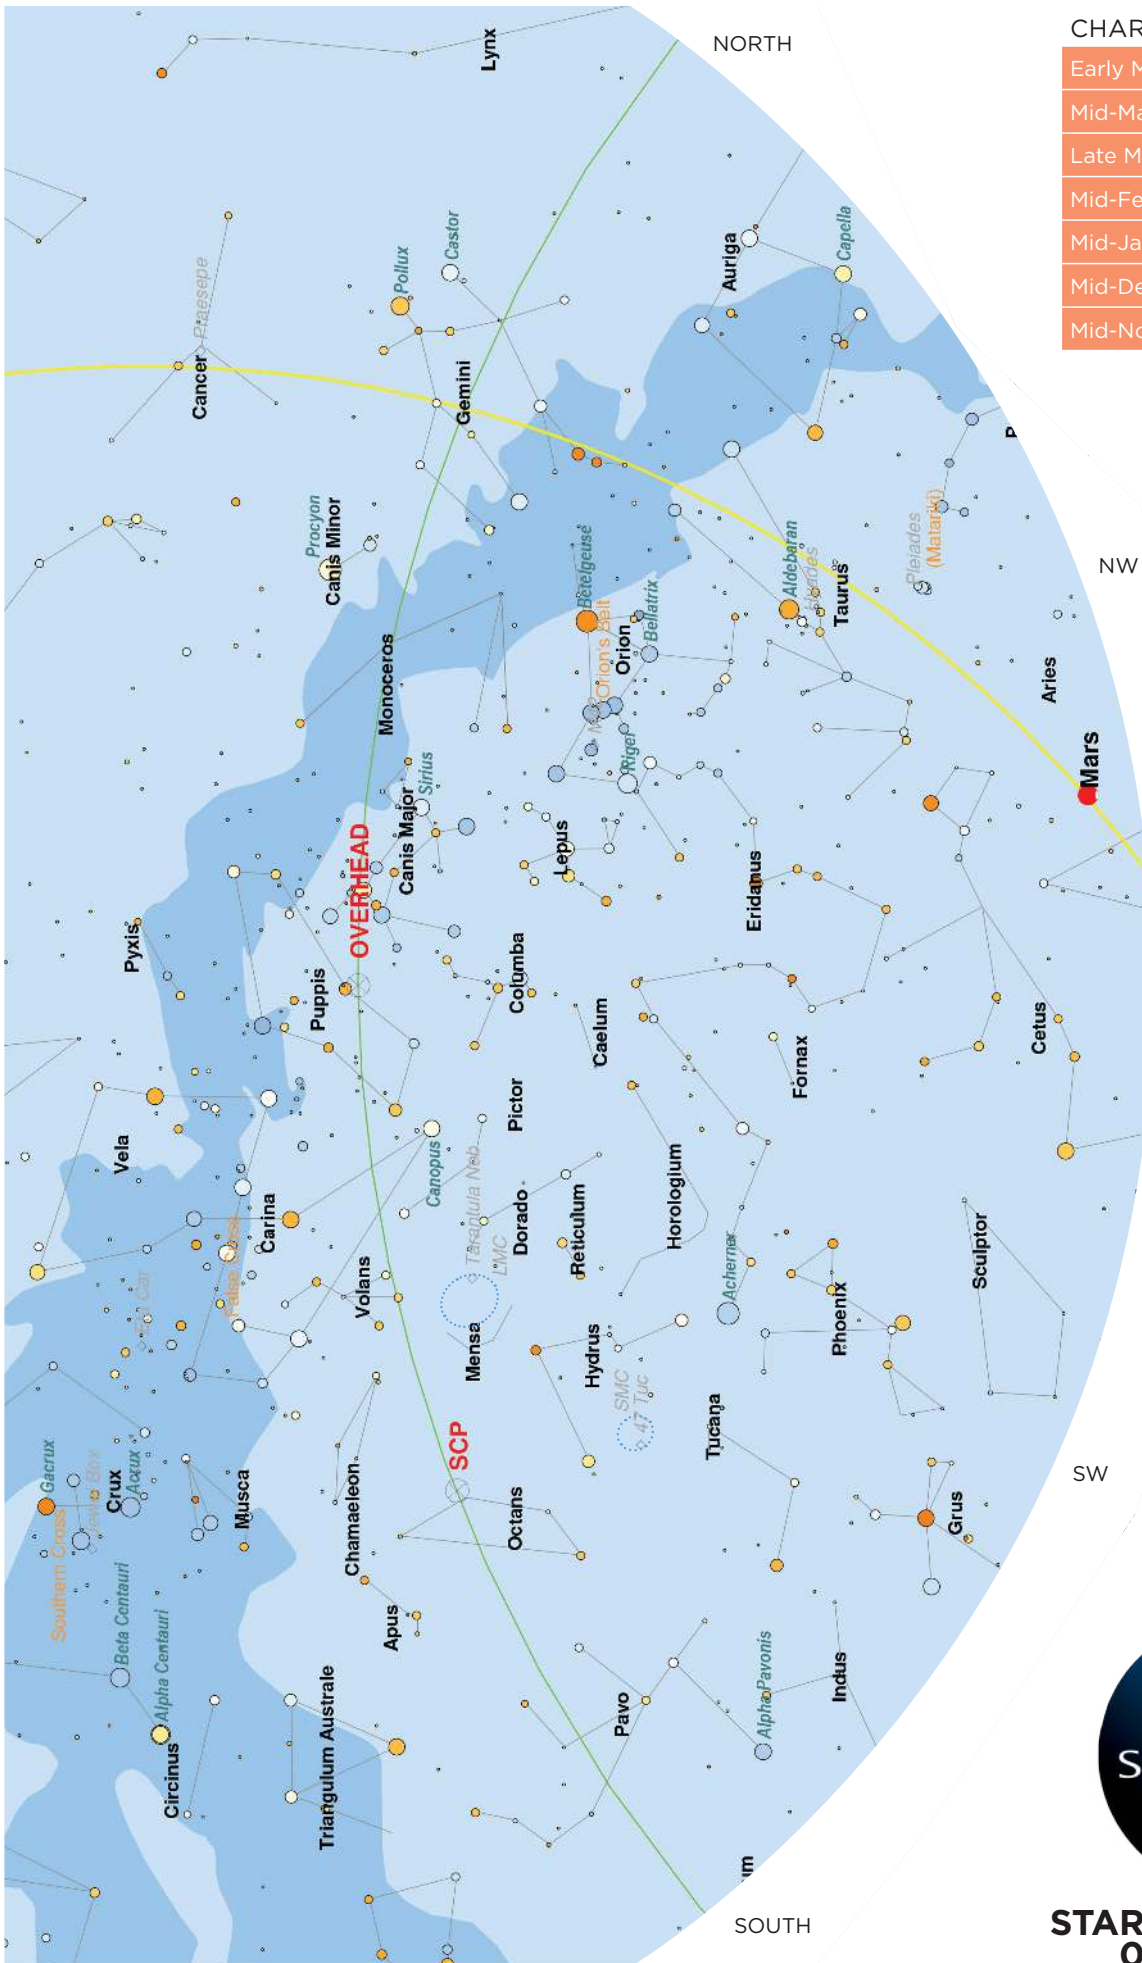 NORTH
CHAR
Early M
Mid-Ma
Late M
Mid-Fe
Mid-Ja
Mid-De
Mid-No
Lynx
Castor
Pollux
Auriga
Capella
Praesepe
Cancer
Gemini
Procyon
Canis Minor
Betelgeuse
Orion's Belt
Orion
Bellatrix
Aldebaran
Hyades
Taurus
Pleiades
(Matariki)
NW
Monoceros
Sirius
Canis Major
Rigel
Lepus
Aries
Mars
OVERHEAD
Eridanus
Pyxis
Puppis
Columba
Caelum
Fornax
Cetus
Vela
Canopus
Pictor
Carina
False Cross
Tarantula Neb
LMC
Dorado
Reticulum
Horologium
Achernar
Sculptor
Volans
Mensa
Hydrus
SMC
47 Tuc
Phoenix
Tucana
Gacrux
Southern Cross
Jewel Box
Crux
Acrux
Musca
Chamaeleon
SCP
Octans
SW
Grus
Beta Centauri
Alpha Centauri
Circinus
Apus
Triangulum Australe
Pavo
Alpha Pavonis
Indus
um
S
SOUTH
STAR